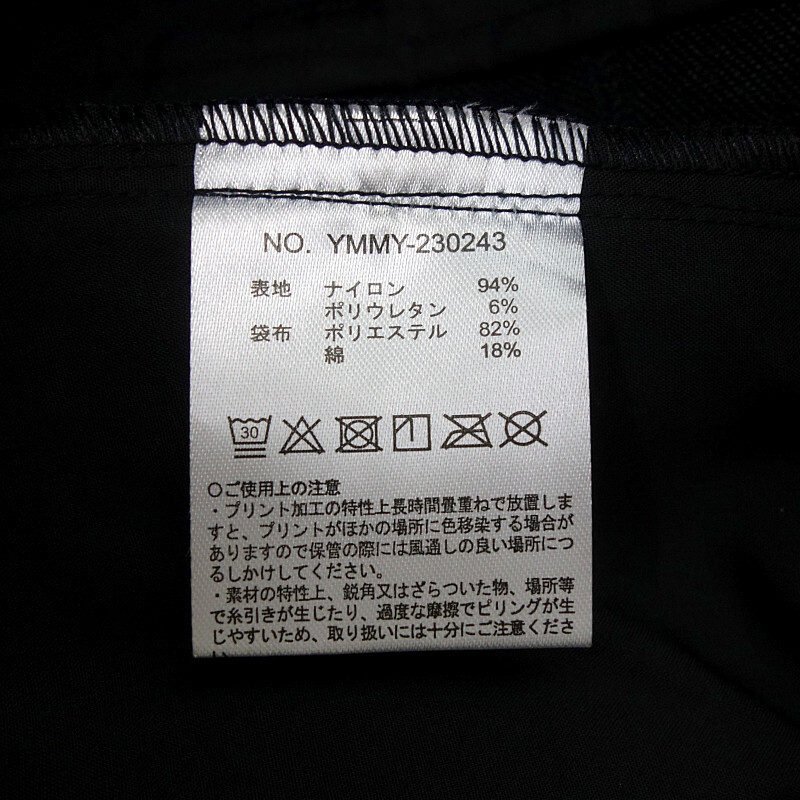 NO. YMMY-230243
表地 ナイロン 94%
ポリウレタン 6%
袋布 ポリエステル 82%
綿 18%
30
○ご使用上の注意
・プリント加工の特性上長時間畳重ねで放置しま
すと、プリントがほかの場所に色移染する場合が
ありますので保管の際には風通しの良い場所につ
るしかけしてください。
・素材の特性上、鋭角又はざらついた物、場所等
で糸引きが生じたり、過度な摩擦でピリングが生
じやすいため、取り扱いには十分にご注意くださ
い。